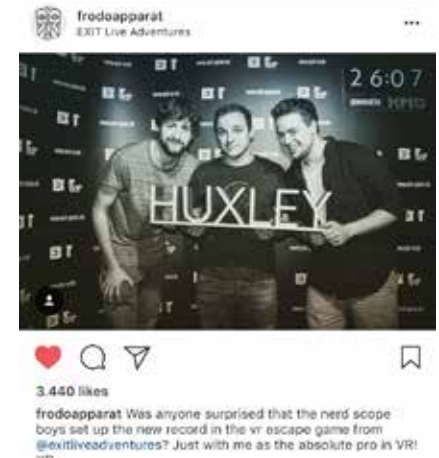 frodoapparat
EXIT Live Adventures
26:07
HUXLEY
3.440 likes
frodoapparat Was anyone surprised that the nerd scope
boys set up the new record in the vr escape game from
@exitliveadventures? Just with me as the absolute pro in VR!